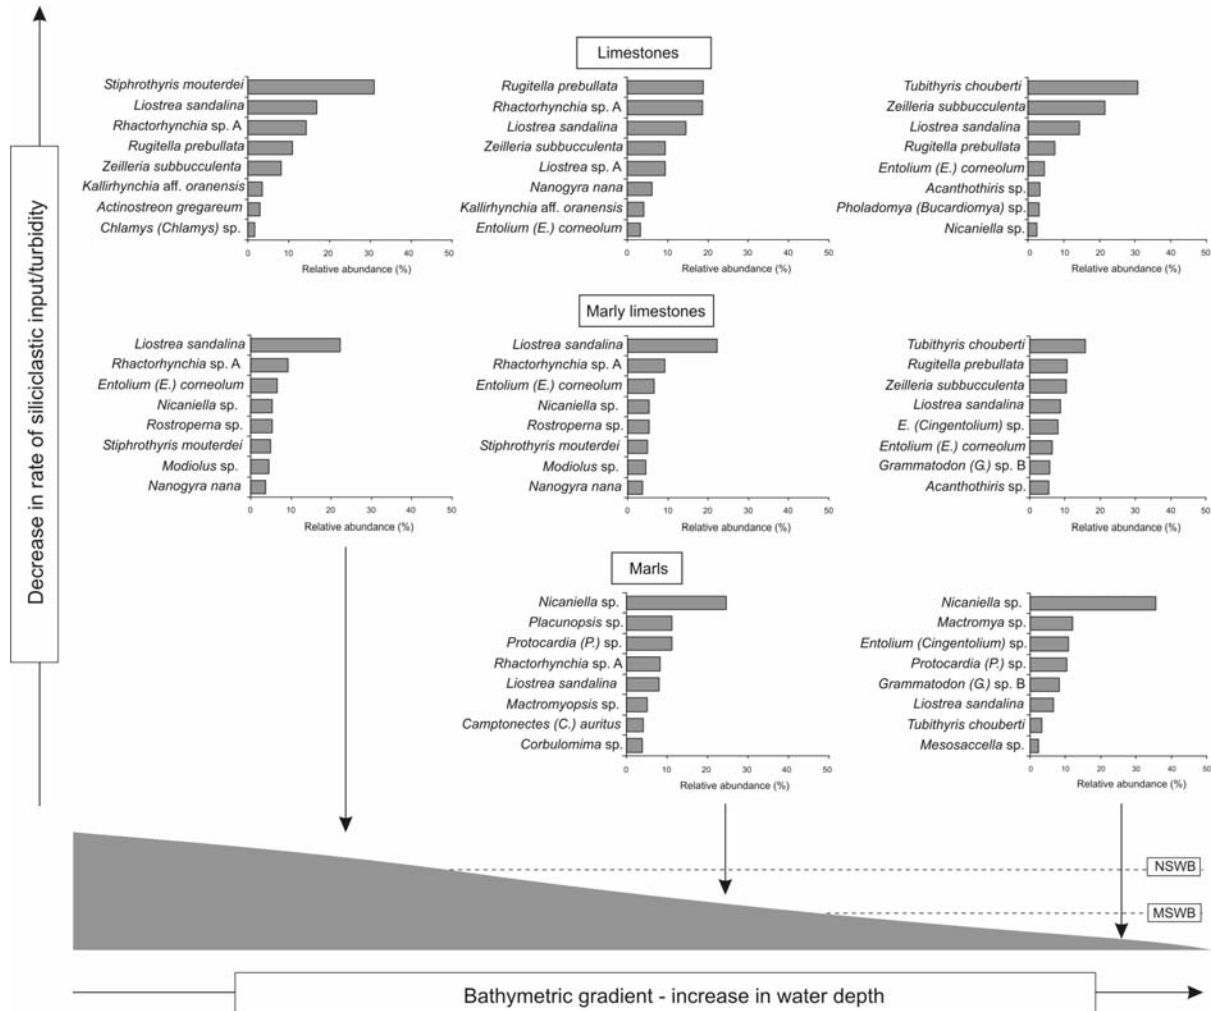 Limestones
Stiphrothyris mouterdei
Liostrea sandalina
Rhactorhynchia sp. A
Rugitella prebullata
Zeilleria subbucculenta
Kallirhynchia aff. oranensis
Actinostreon gregareum
Chlamys (Chlamys) sp.
0 10 20 30 40 50
Relative abundance (%)
Rugitella prebullata
Rhactorhynchia sp. A
Liostrea sandalina
Zeilleria subbucculenta
Liostrea sp. A
Nanogyra nana
Kallirhynchia aff. oranensis
Entolium (E.) corneolum
0 10 20 30 40 50
Relative abundance (%)
Tubithyris chouberti
Zeilleria subbucculenta
Liostrea sandalina
Rugitella prebullata
Entolium (E.) corneolum
Acanthothiris sp.
Pholadomya (Bucardiomya) sp.
Nicaniella sp.
0 10 20 30 40 50
Relative abundance (%)
Marly limestones
Liostrea sandalina
Rhactorhynchia sp. A
Entolium (E.) corneolum
Nicaniella sp.
Rostroperna sp.
Stiphrothyris mouterdei
Modiolus sp.
Nanogyra nana
0 10 20 30 40 50
Relative abundance (%)
Liostrea sandalina
Rhactorhynchia sp. A
Entolium (E.) corneolum
Nicaniella sp.
Rostroperna sp.
Stiphrothyris mouterdei
Modiolus sp.
Nanogyra nana
0 10 20 30 40 50
Relative abundance (%)
Tubithyris chouberti
Rugitella prebullata
Zeilleria subbucculenta
Liostrea sandalina
E. (Cingentolium) sp.
Entolium (E.) corneolum
Grammatodon (G.) sp. B
Acanthothiris sp.
0 10 20 30 40 50
Relative abundance (%)
Marls
Nicaniella sp.
Placunopsis sp.
Protocardia (P.) sp.
Rhactorhynchia sp. A
Liostrea sandalina
Mactromyopsis sp.
Camptonectes (C.) auritus
Corbulomima sp.
0 10 20 30 40 50
Relative abundance (%)
Nicaniella sp.
Mactromya sp.
Entolium (Cingentolium) sp.
Protocardia (P.) sp.
Grammatodon (G.) sp. B
Liostrea sandalina
Tubithyris chouberti
Mesosaccella sp.
0 10 20 30 40 50
Relative abundance (%)
Decrease in rate of siliciclastic input/turbidity
NSWB
MSWB
Bathymetric gradient - increase in water depth